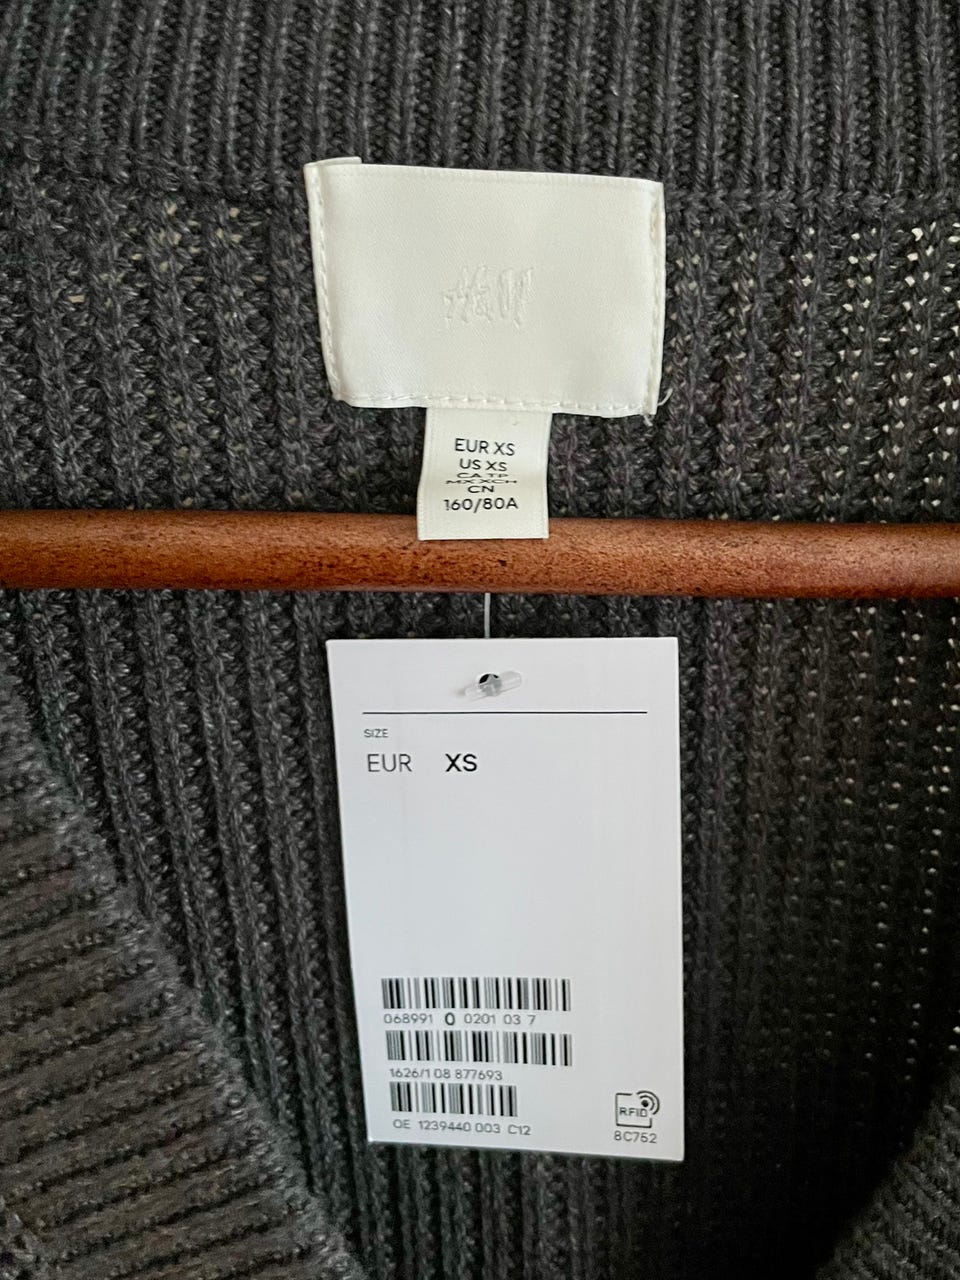 H&M
EUR XS
US XS
CA TP
MX XCH
CN
160/80A
SIZE
EUR XS
068991 0 0201 03 7
1626/1 08 877693
OE 1239440 003 C12
RFID
8C752